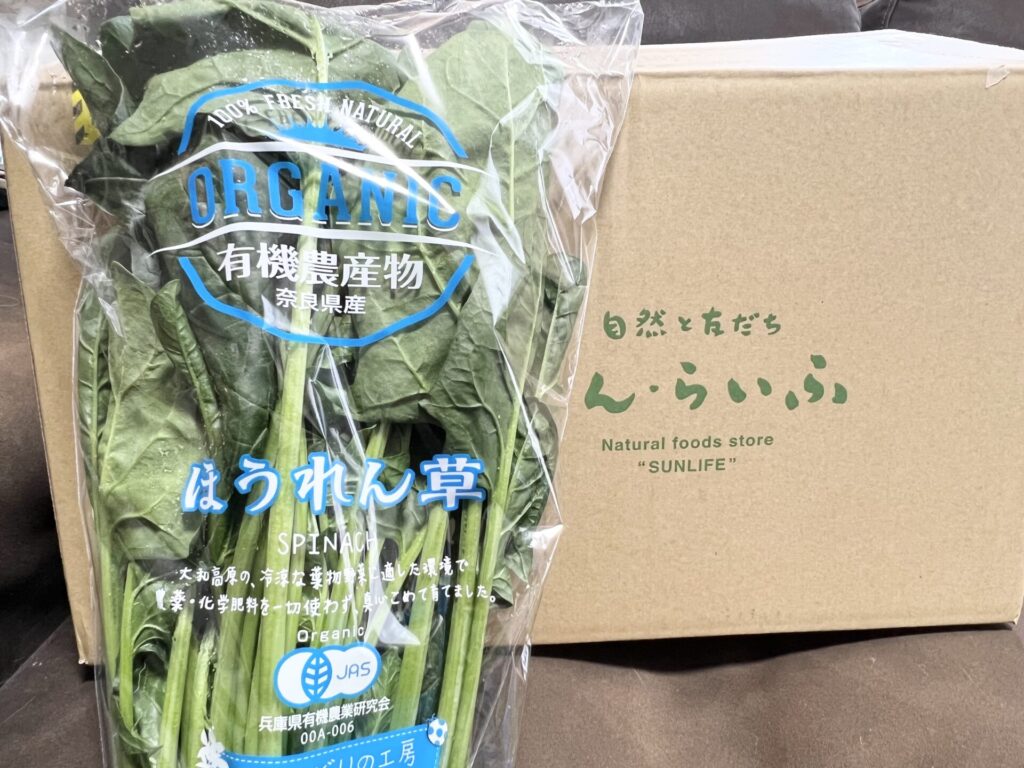 100% FRESH NATURAL
ORGANIC
有機農産物
奈良県産
ほうれん草
SPINACH
大和高原の、冷涼な葉物野菜に適した環境で
薬・化学肥料を一切使わず、真心こめて育てました。
Organic
JAS
兵庫県有機農業研究会
00A-006
りの工房
自然と友だち
ん・らいふ
Natural foods store
"SUNLIFE"